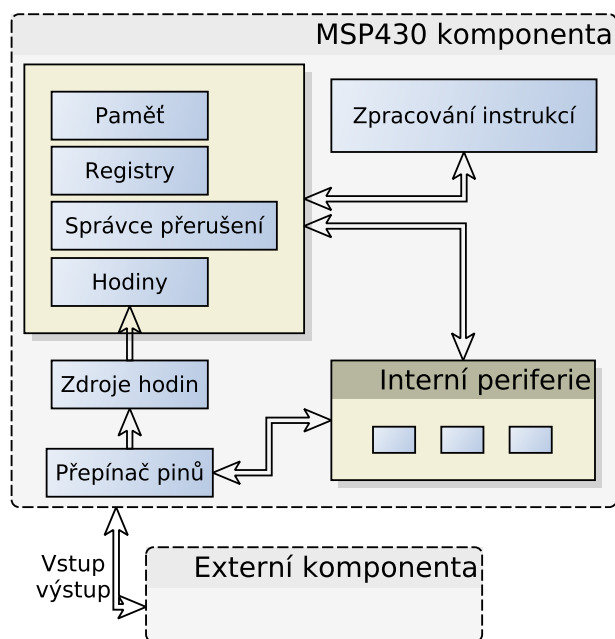 MSP430 komponenta
Paměť
Zpracování instrukcí
Registry
Správce přerušení
Hodiny
Zdroje hodin
Interní periferie
Přepínač pinů
Vstup
výstup
Externí komponenta